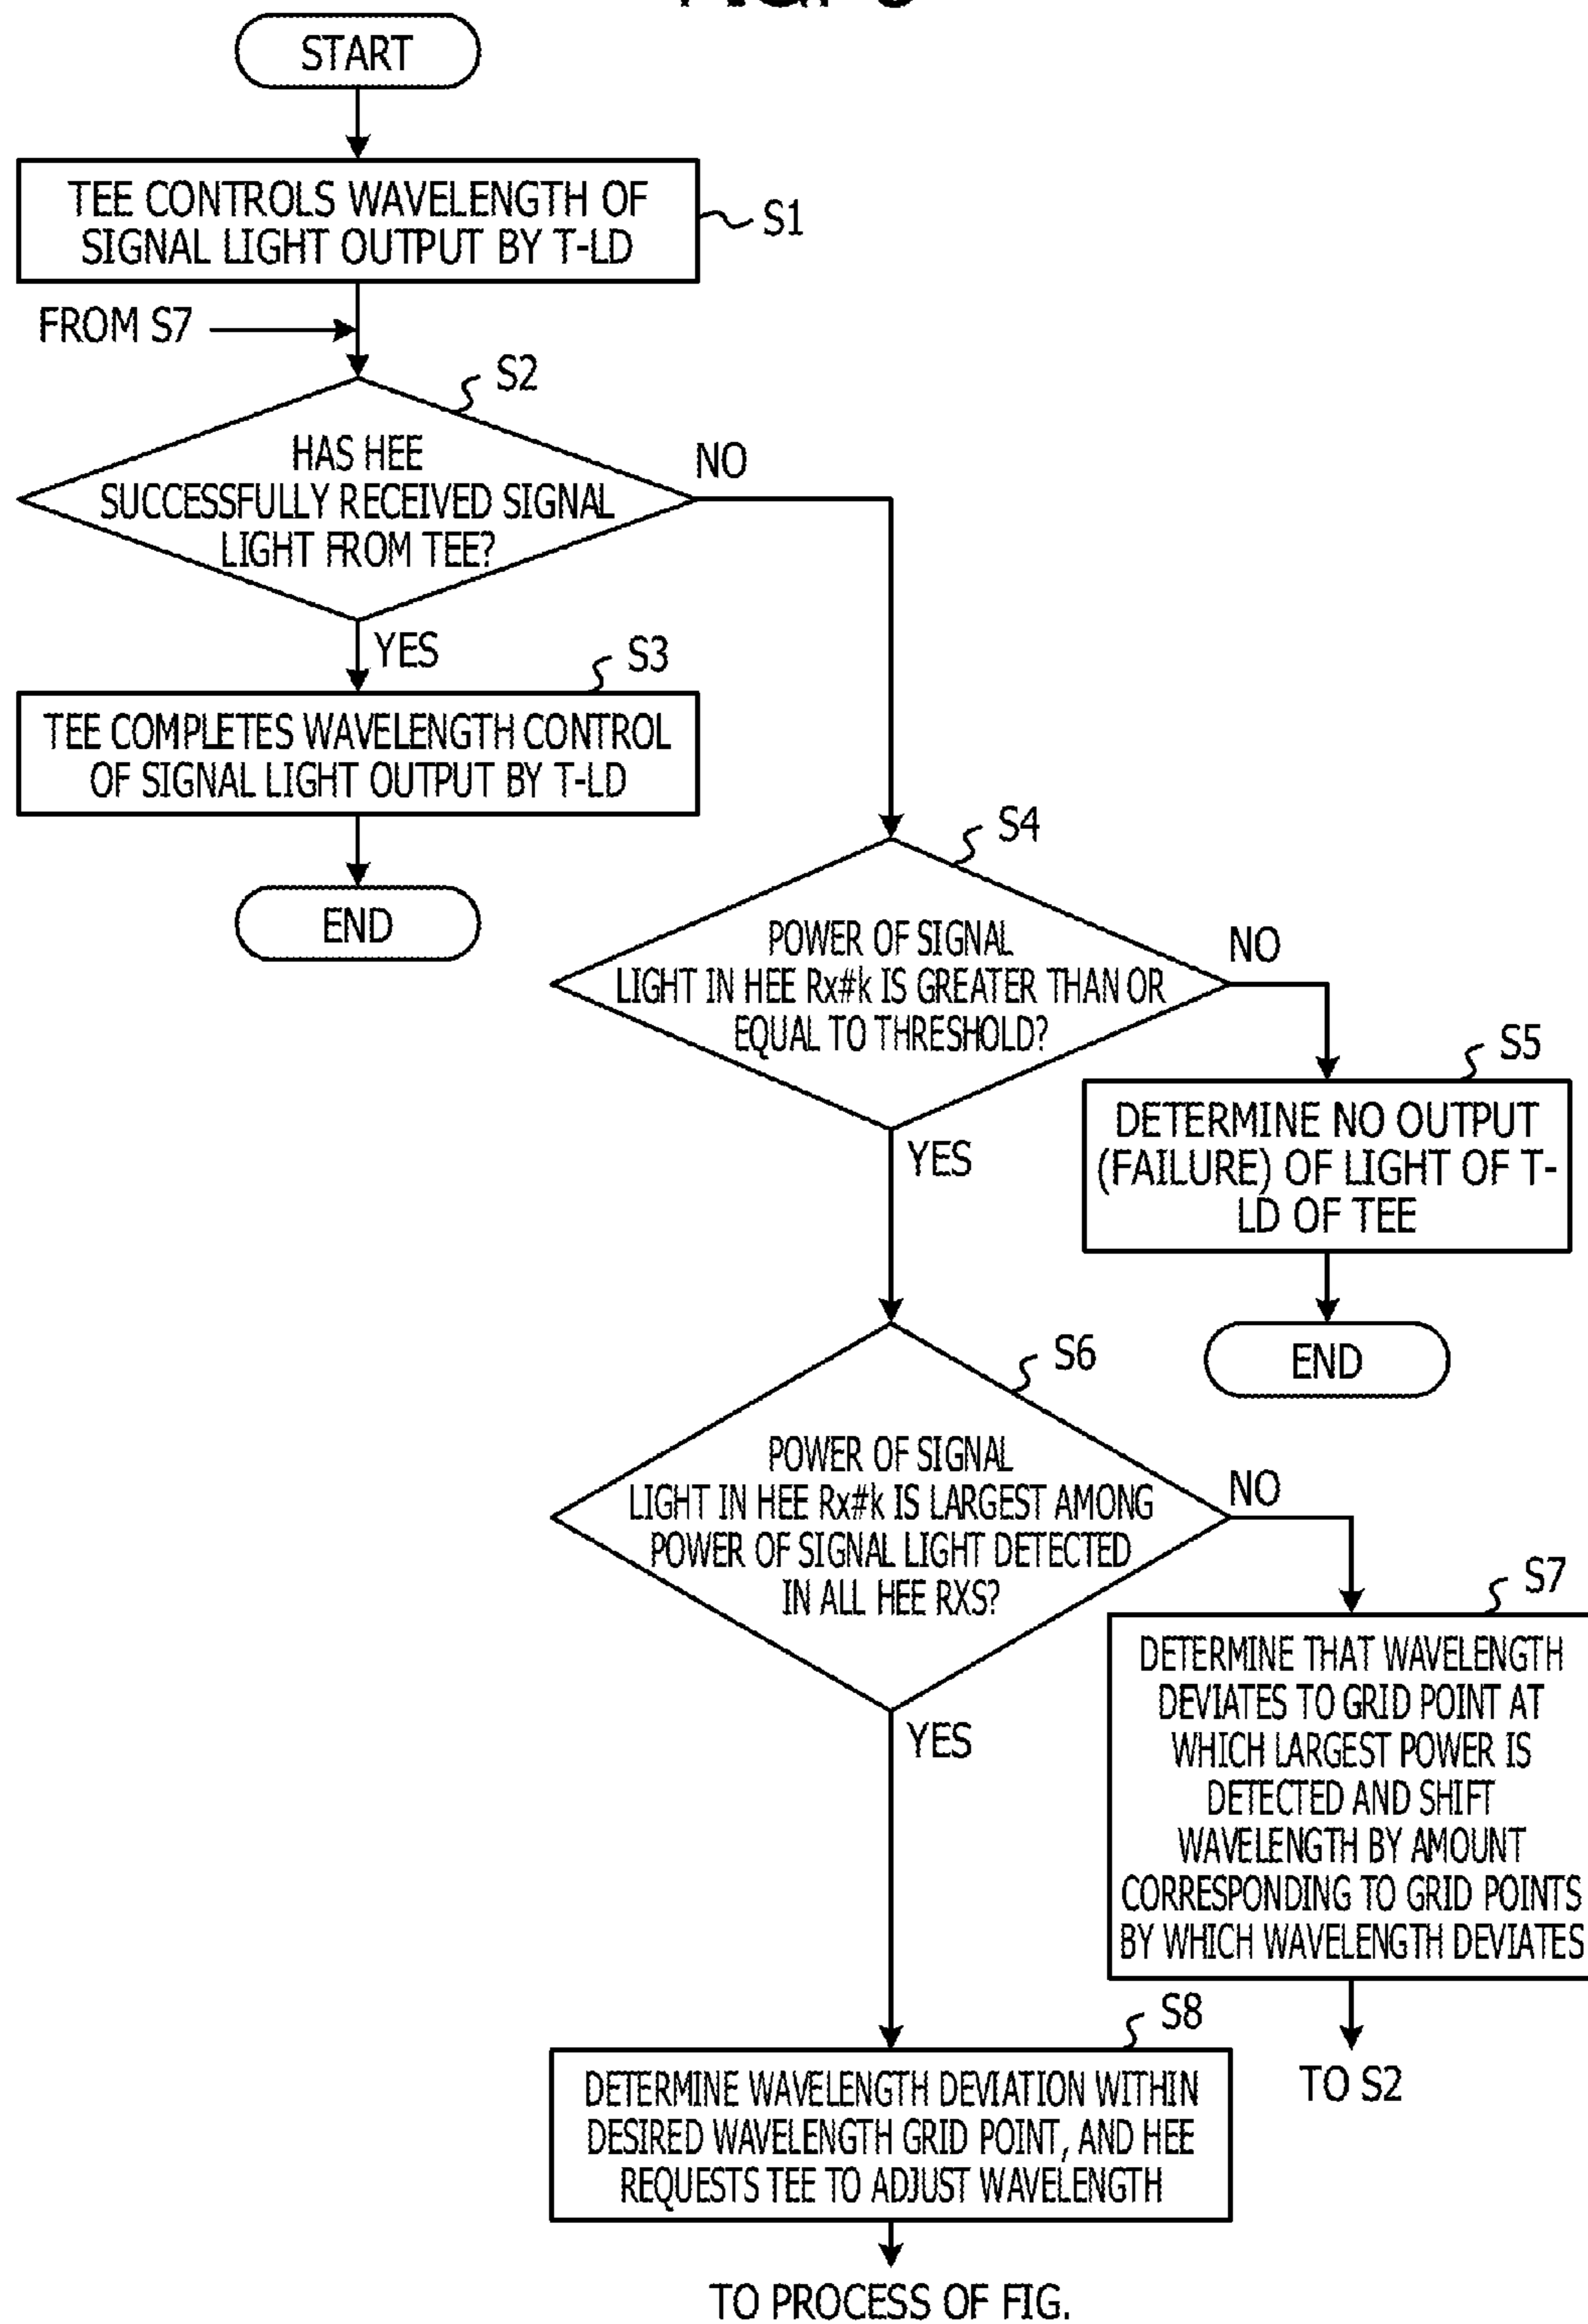 START
TEE CONTROLS WAVELENGTH OF
SIGNAL LIGHT OUTPUT BY T-LD
S1
FROM S7
S2
HAS HEE
SUCCESSFULLY RECEIVED SIGNAL
LIGHT FROM TEE?
NO
YES
S3
TEE COMPLETES WAVELENGTH CONTROL
OF SIGNAL LIGHT OUTPUT BY T-LD
END
S4
POWER OF SIGNAL
LIGHT IN HEE Rx#k IS GREATER THAN OR
EQUAL TO THRESHOLD?
NO
YES
S5
DETERMINE NO OUTPUT
(FAILURE) OF LIGHT OF T-
LD OF TEE
END
S6
POWER OF SIGNAL
LIGHT IN HEE Rx#k IS LARGEST AMONG
POWER OF SIGNAL LIGHT DETECTED
IN ALL HEE RXS?
NO
YES
S7
DETERMINE THAT WAVELENGTH
DEVIATES TO GRID POINT AT
WHICH LARGEST POWER IS
DETECTED AND SHIFT
WAVELENGTH BY AMOUNT
CORRESPONDING TO GRID POINTS
BY WHICH WAVELENGTH DEVIATES
TO S2
S8
DETERMINE WAVELENGTH DEVIATION WITHIN
DESIRED WAVELENGTH GRID POINT, AND HEE
REQUESTS TEE TO ADJUST WAVELENGTH
TO PROCESS OF FIG.